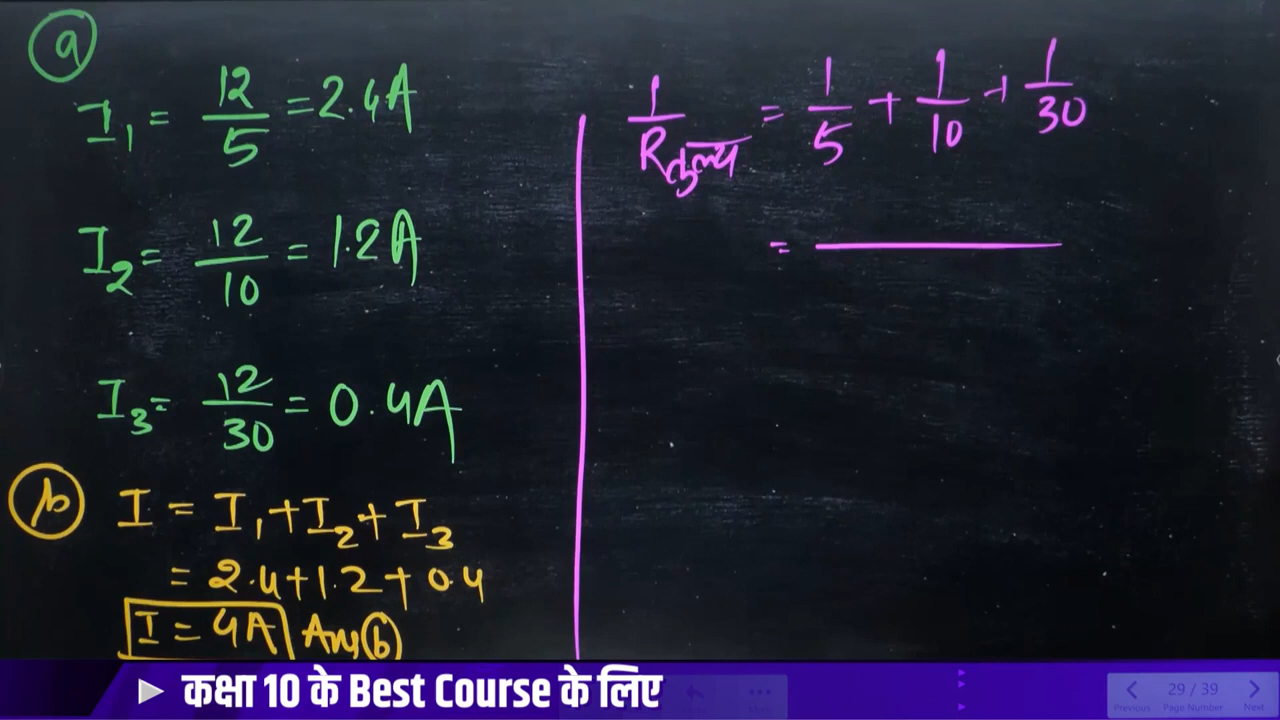 a
I₁ = 12/5 = 2.4A
I₂ = 12/10 = 1.2A
I₃ = 12/30 = 0.4A
b I = I₁ + I₂ + I₃
= 2.4 + 1.2 + 0.4
I = 4A Ans b
1/R तुल्य = 1/5 + 1/10 + 1/30
=
कक्षा 10 के Best Course के लिए
29 / 39
Previous Page Number Next